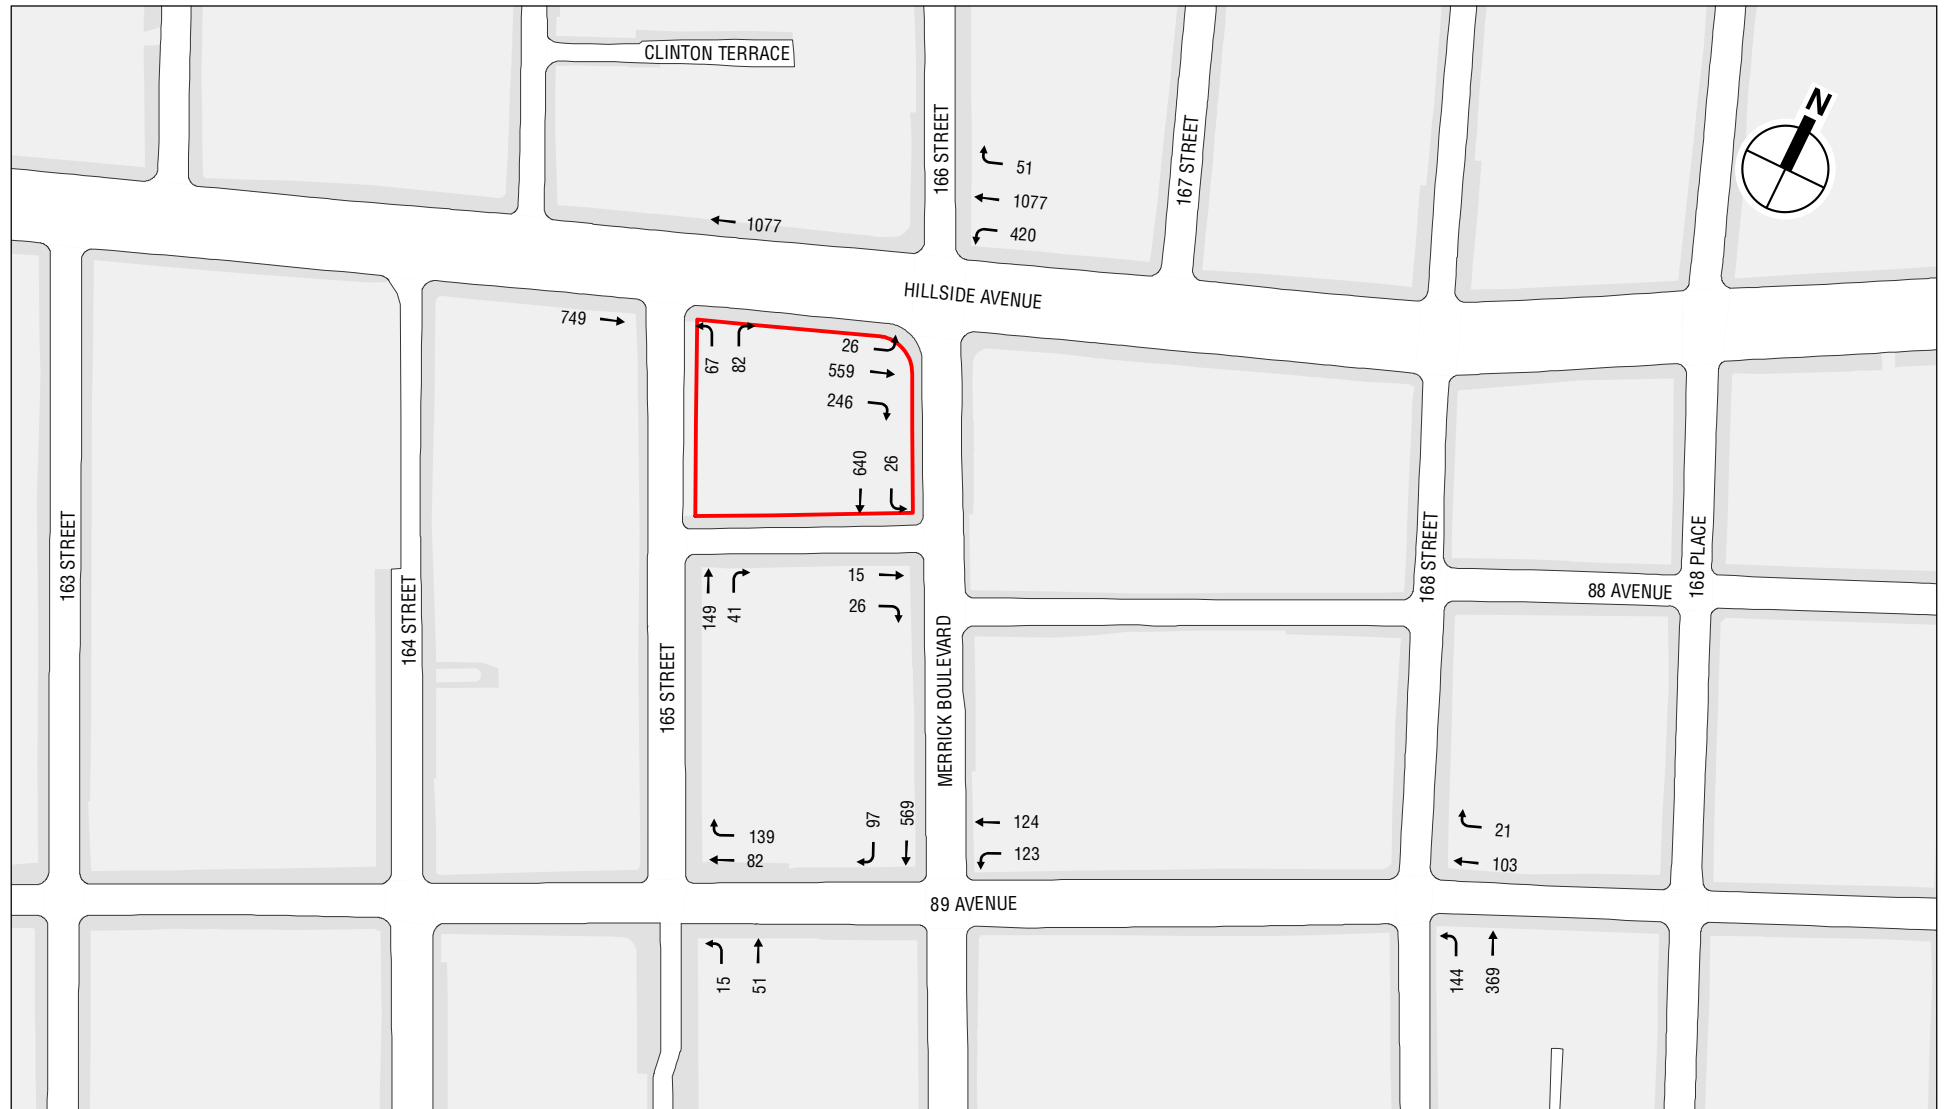 CLINTON TERRACE
N
166 STREET
167 STREET
51
1077
420
1077
HILLSIDE AVENUE
749
67
82
26
559
246
640
26
163 STREET
164 STREET
165 STREET
149
41
15
26
MERRICK BOULEVARD
168 STREET
168 PLACE
88 AVENUE
139
82
97
569
124
123
21
103
89 AVENUE
15
51
144
369